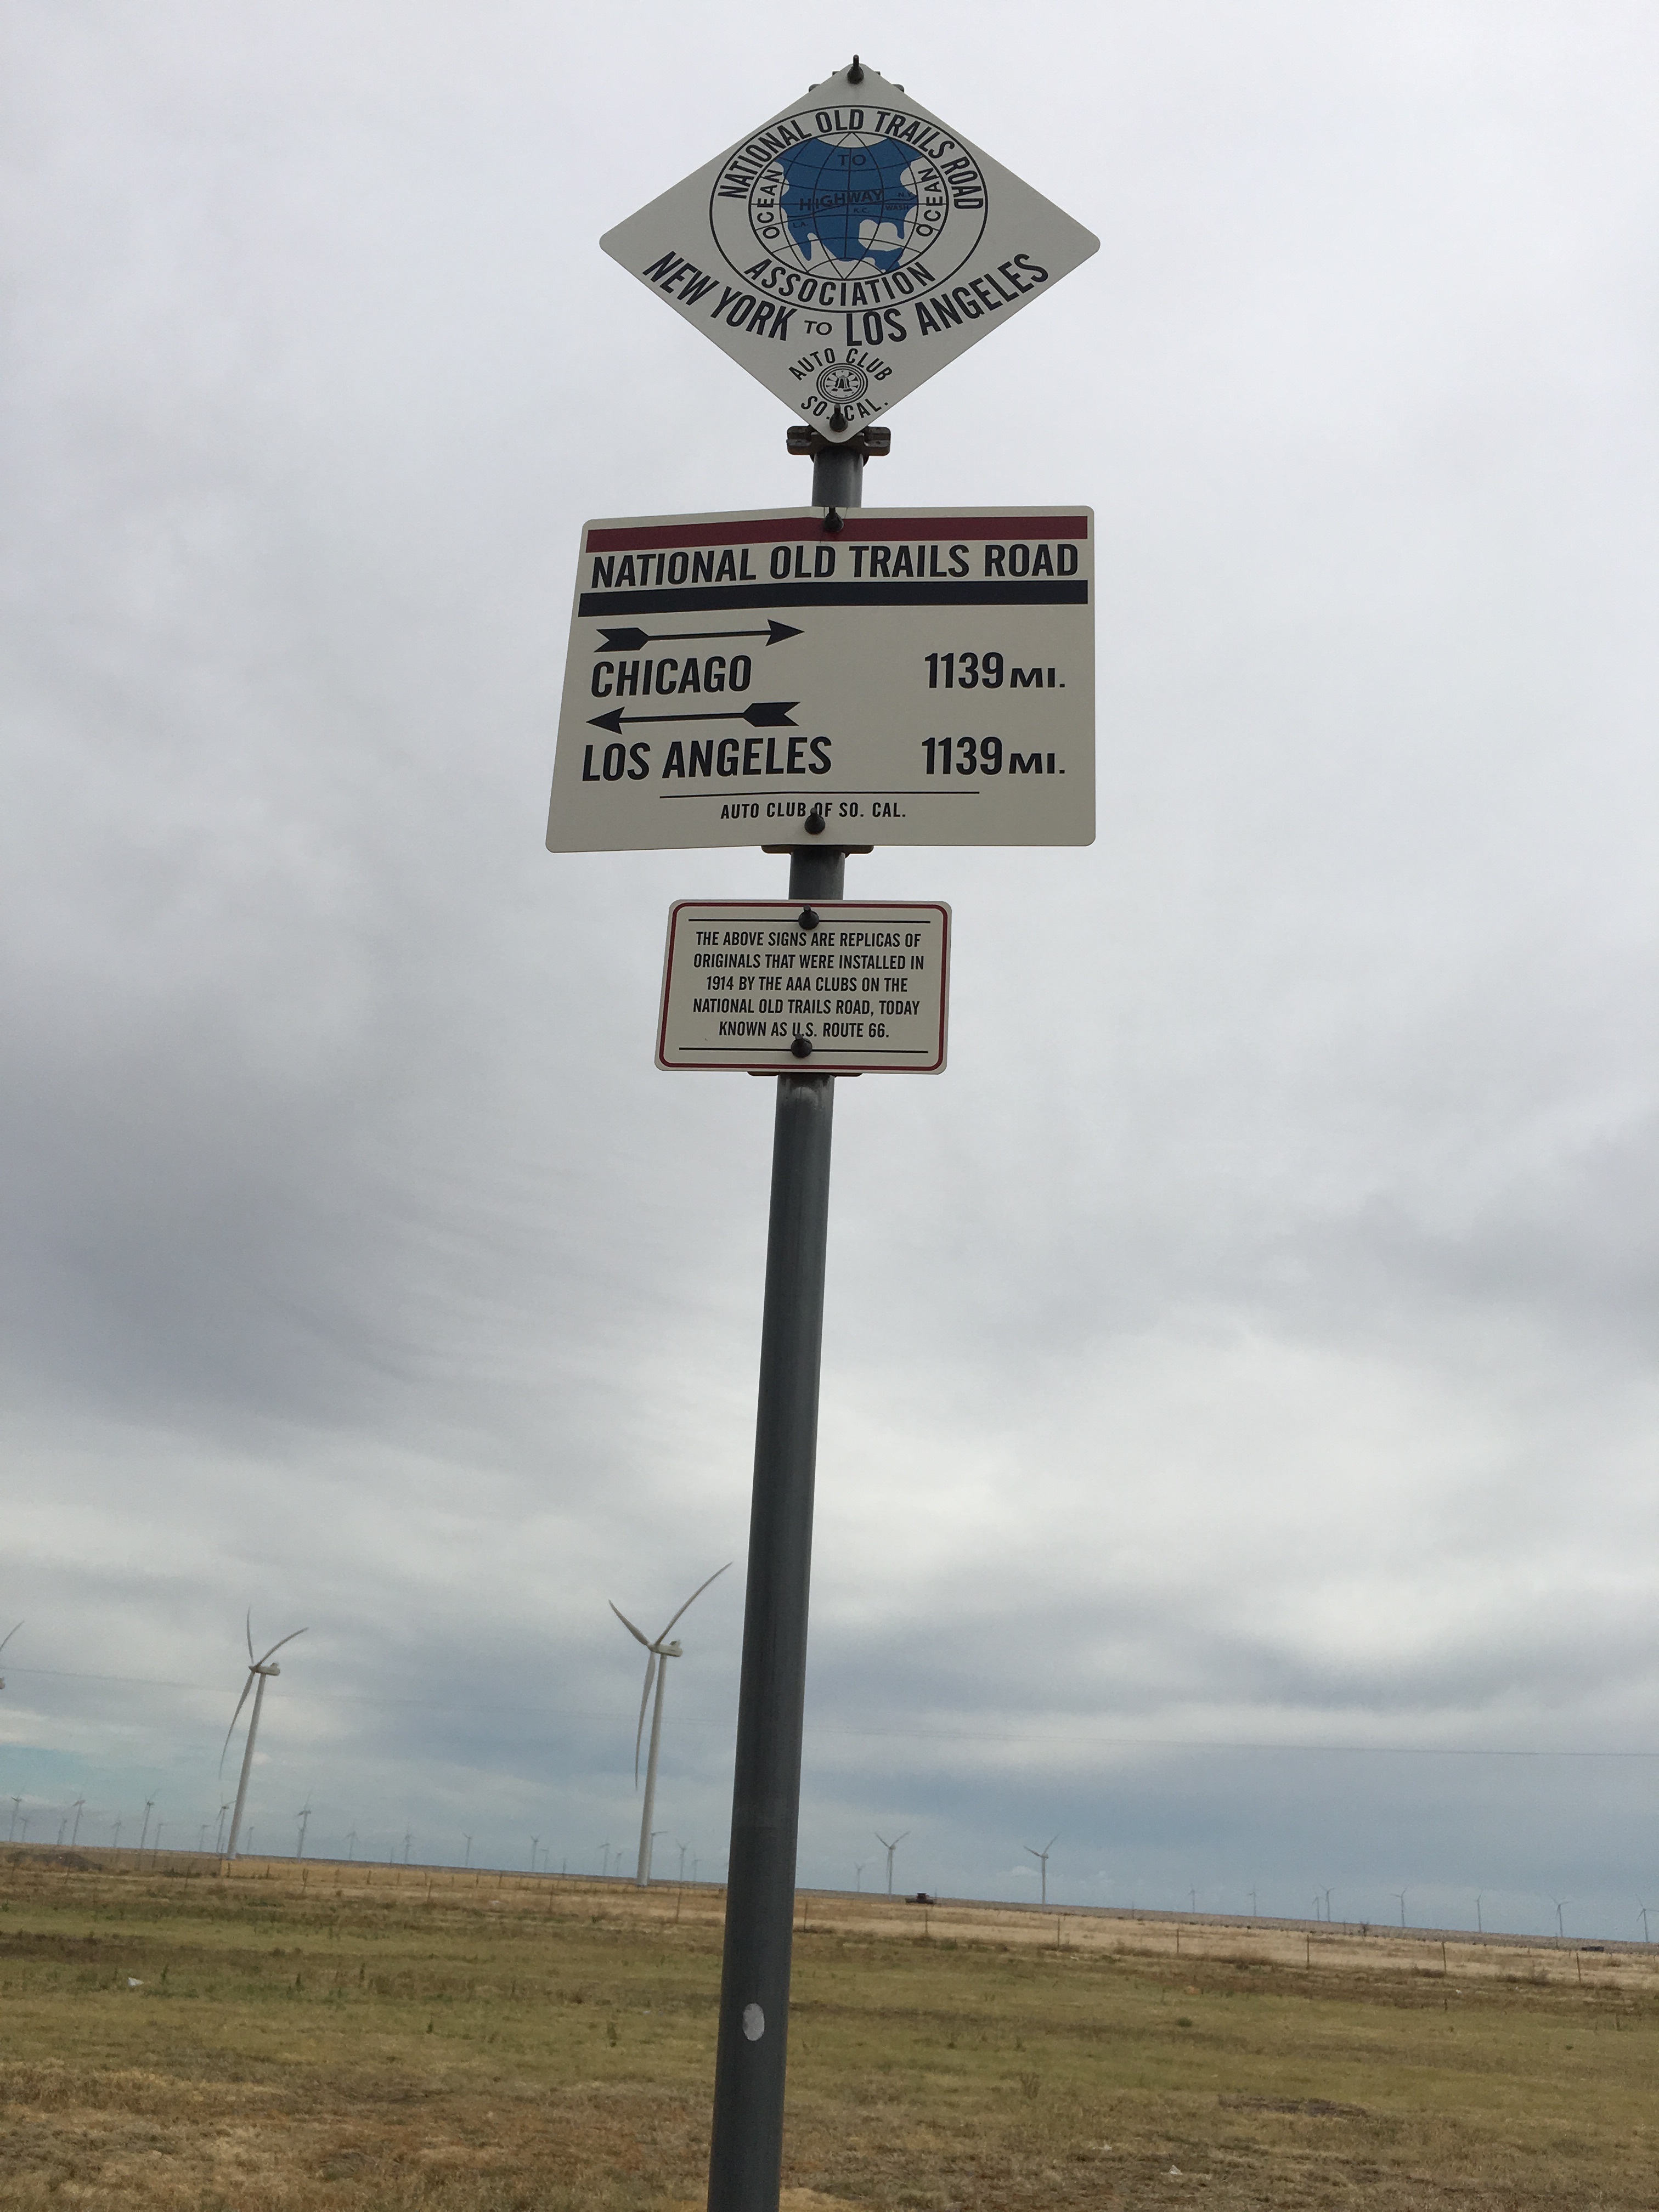 NATIONAL OLD TRAILS ROAD
TO
OCEAN HIGHWAY OCEAN
N.Y.
L.A. K.C. WASH.
ASSOCIATION
NEW YORK TO LOS ANGELES
AUTO CLUB
SO. CAL.
NATIONAL OLD TRAILS ROAD
CHICAGO 1139 MI.
LOS ANGELES 1139 MI.
AUTO CLUB OF SO. CAL.
THE ABOVE SIGNS ARE REPLICAS OF
ORIGINALS THAT WERE INSTALLED IN
1914 BY THE AAA CLUBS ON THE
NATIONAL OLD TRAILS ROAD, TODAY
KNOWN AS U.S. ROUTE 66.